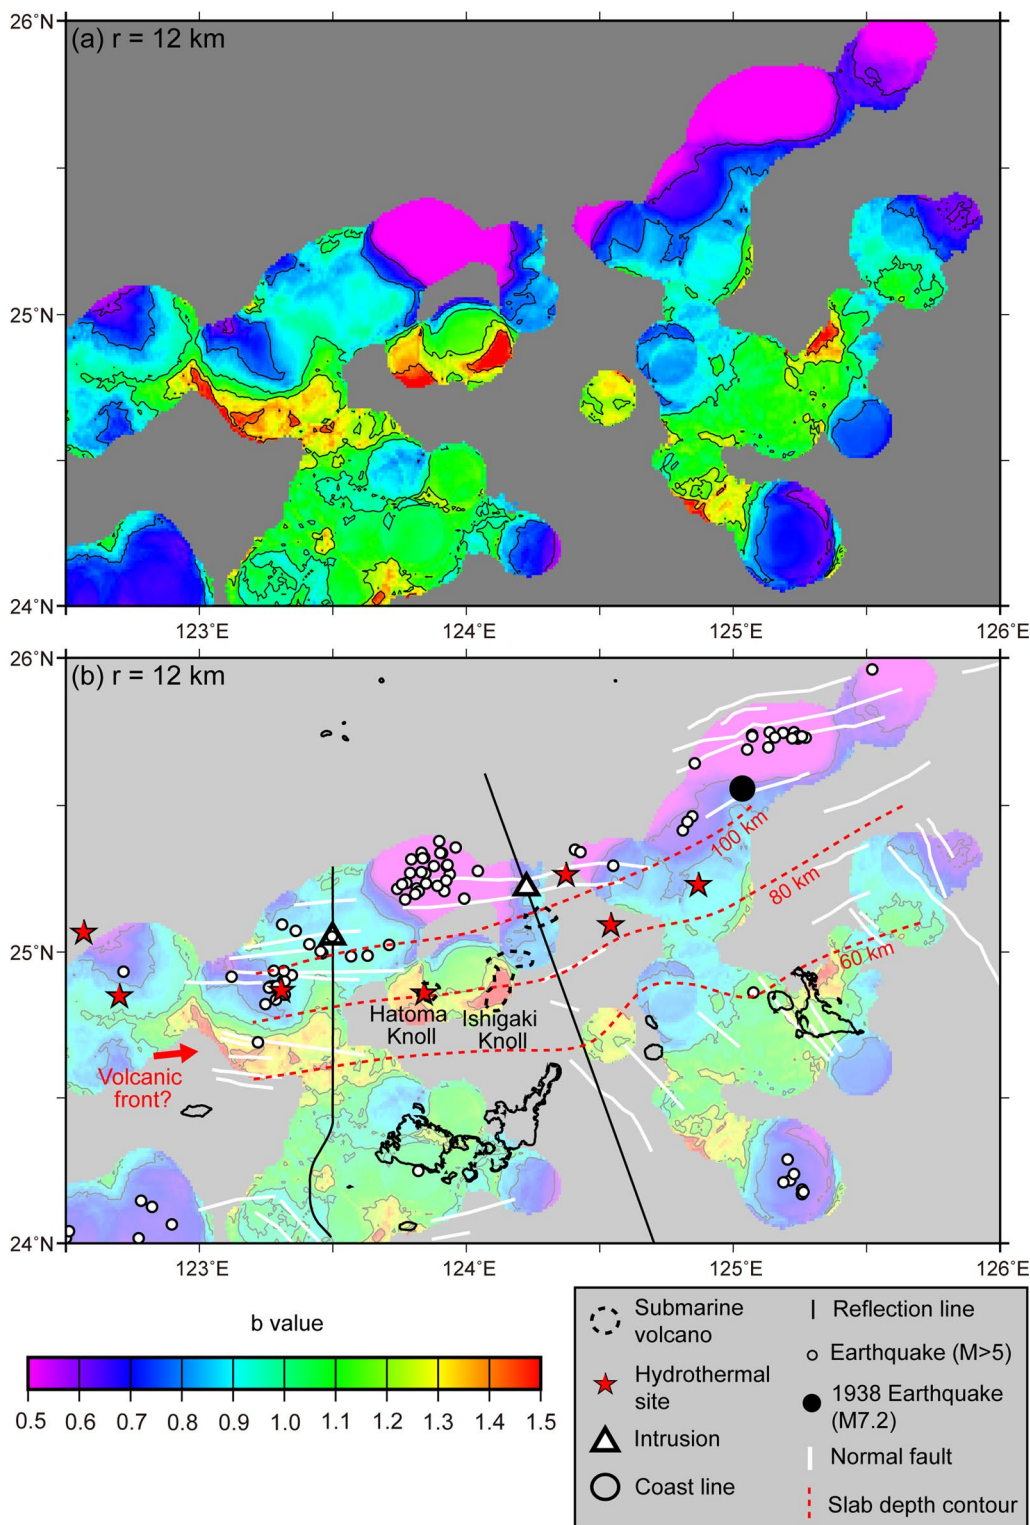 (a) r = 12 km
26°N
25°N
24°N
123°E
124°E
125°E
126°E
(b) r = 12 km
26°N
100 km
80 km
60 km
25°N
Hatoma
Knoll
Ishigaki
Knoll
Volcanic
front?
24°N
123°E
124°E
125°E
126°E
b value
0.5 0.6 0.7 0.8 0.9 1.0 1.1 1.2 1.3 1.4 1.5
Submarine
volcano
Hydrothermal
site
Intrusion
Coast line
Reflection line
Earthquake (M>5)
1938 Earthquake
(M7.2)
Normal fault
Slab depth contour